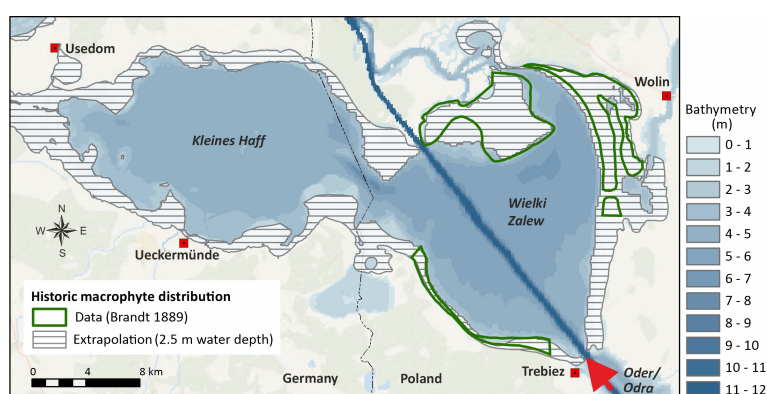 Usedom
Wolin
Bathymetry
(m)
0 - 1
1 - 2
2 - 3
3 - 4
4 - 5
5 - 6
6 - 7
7 - 8
8 - 9
9 - 10
10 - 11
11 - 12
Kleines Haff
Wielki
Zalew
N
W E
S
Ueckermünde
Historic macrophyte distribution
Data (Brandt 1889)
Extrapolation (2.5 m water depth)
0 4 8 km
Germany
Poland
Trebiez
Oder/
Odra